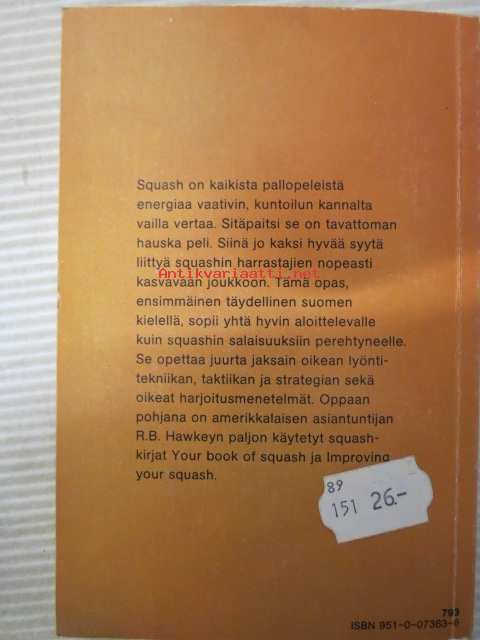 Squash on kaikista pallopeleistä
energiaa vaativin, kuntoilun kannalta
vailla vertaa. Sitäpaitsi se on tavattoman
hauska peli. Siinä jo kaksi hyvää syytä
liittyä squashin harrastajien nopeasti
Antikvariaatti.net
kasvavaan joukkoon. Tämä opas,
ensimmäinen täydellinen suomen
kielellä, sopii yhtä hyvin aloittelevalle
kuin squashin salaisuuksiin perehtyneelle.
Se opettaa juurta jaksain oikean lyönti-
tekniikan, taktiikan ja strategian sekä
oikeat harjoitusmenetelmät. Oppaan
pohjana on amerikkalaisen asiantuntijan
R.B. Hawkeyn paljon käytetyt squash-
kirjat Your book of squash ja Improving
your squash.
89
151 26.-
793
ISBN 951-0-07363-6